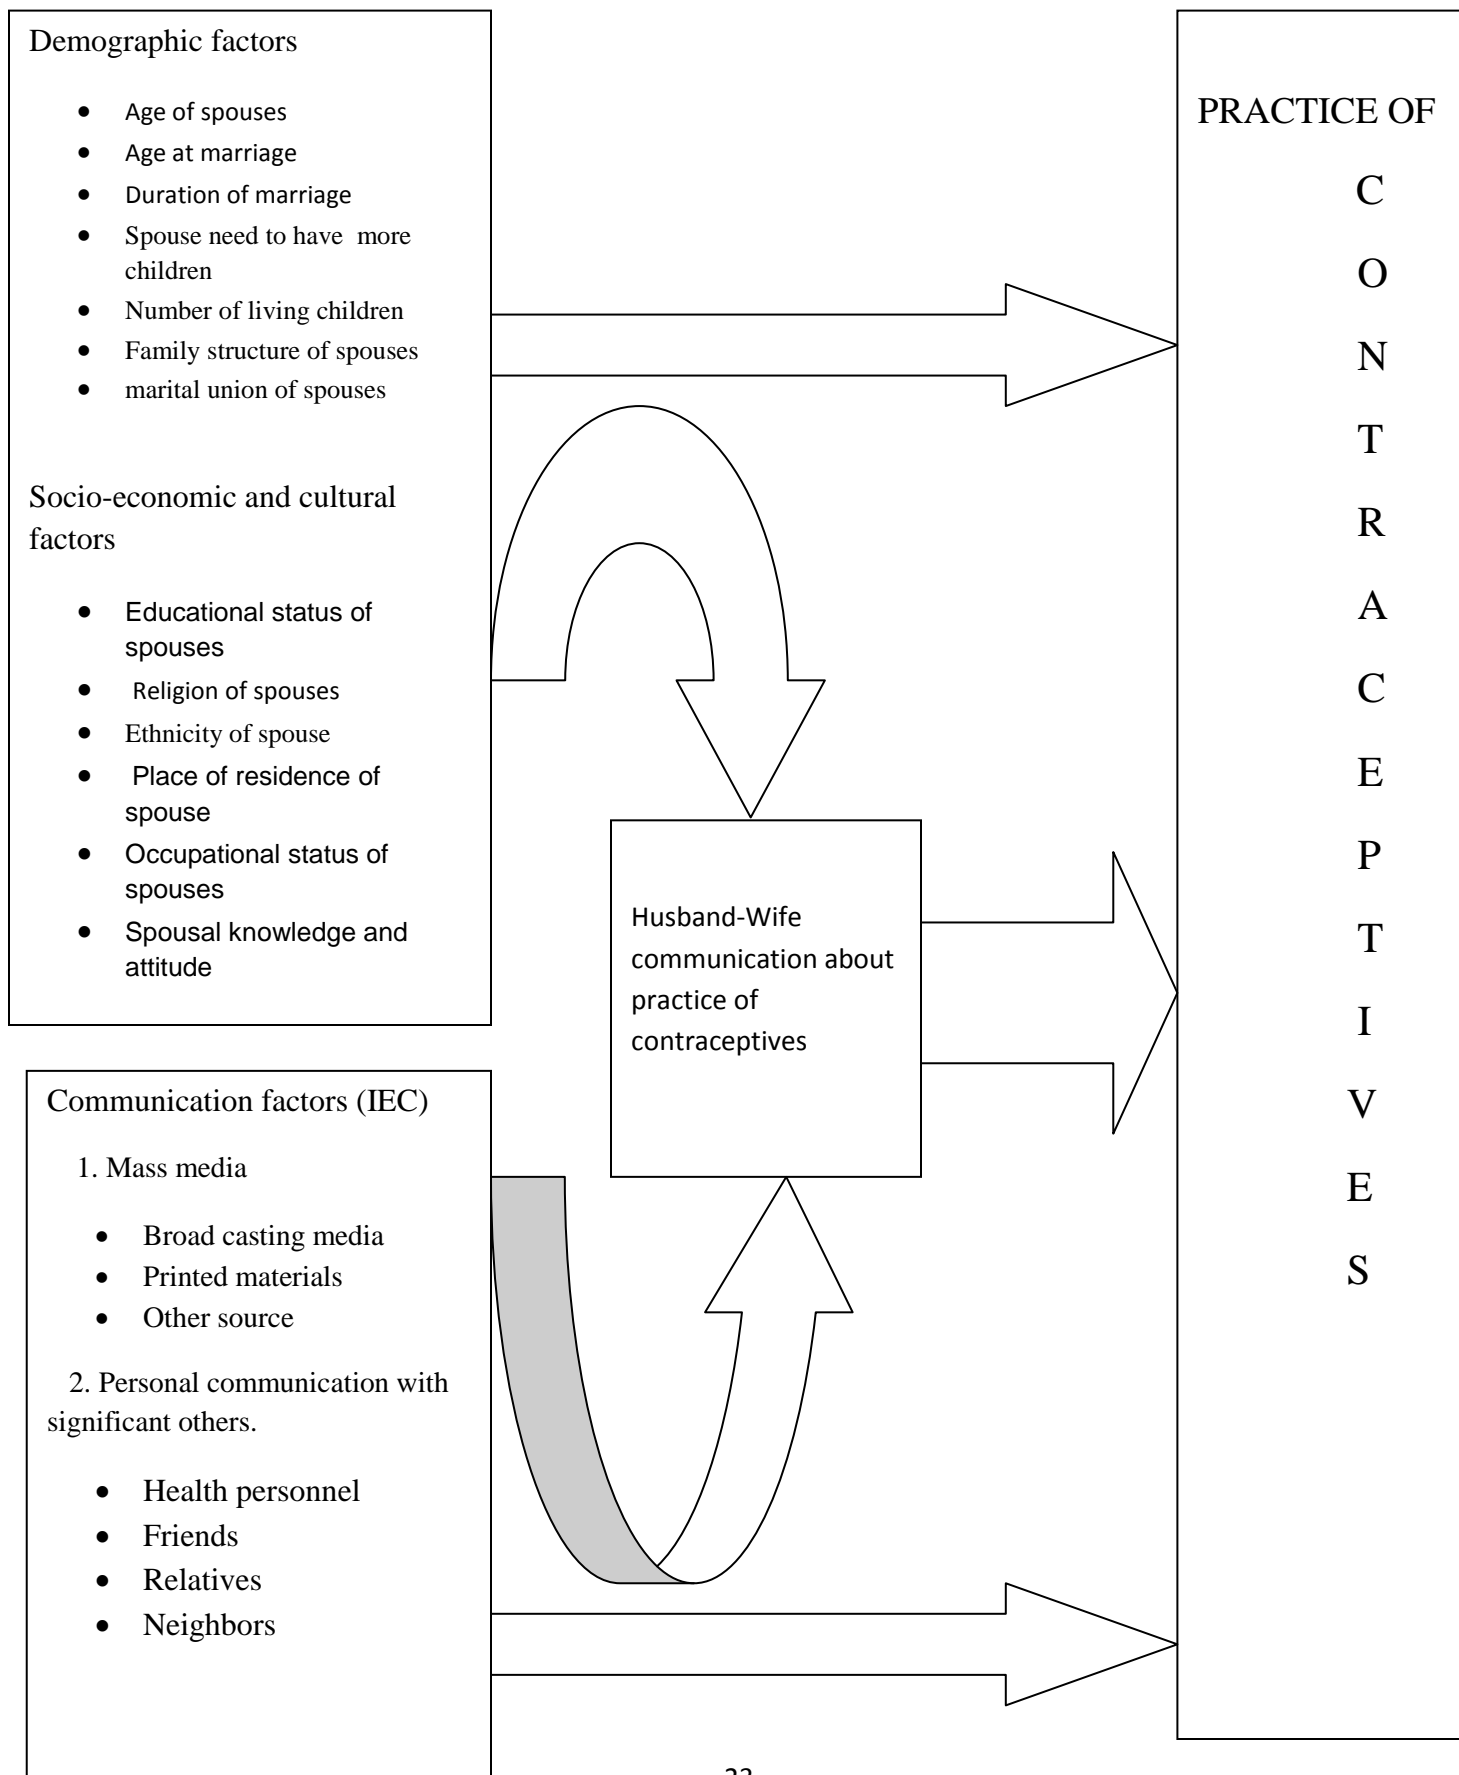 Demographic factors
• Age of spouses
• Age at marriage
• Duration of marriage
• Spouse need to have more
children
• Number of living children
• Family structure of spouses
• marital union of spouses
Socio-economic and cultural
factors
• Educational status of
spouses
• Religion of spouses
• Ethnicity of spouse
• Place of residence of
spouse
• Occupational status of
spouses
• Spousal knowledge and
attitude
Communication factors (IEC)
1. Mass media
• Broad casting media
• Printed materials
• Other source
2. Personal communication with
significant others.
• Health personnel
• Friends
• Relatives
• Neighbors
Husband-Wife
communication about
practice of
contraceptives
PRACTICE OF
C
O
N
T
R
A
C
E
P
T
I
V
E
S